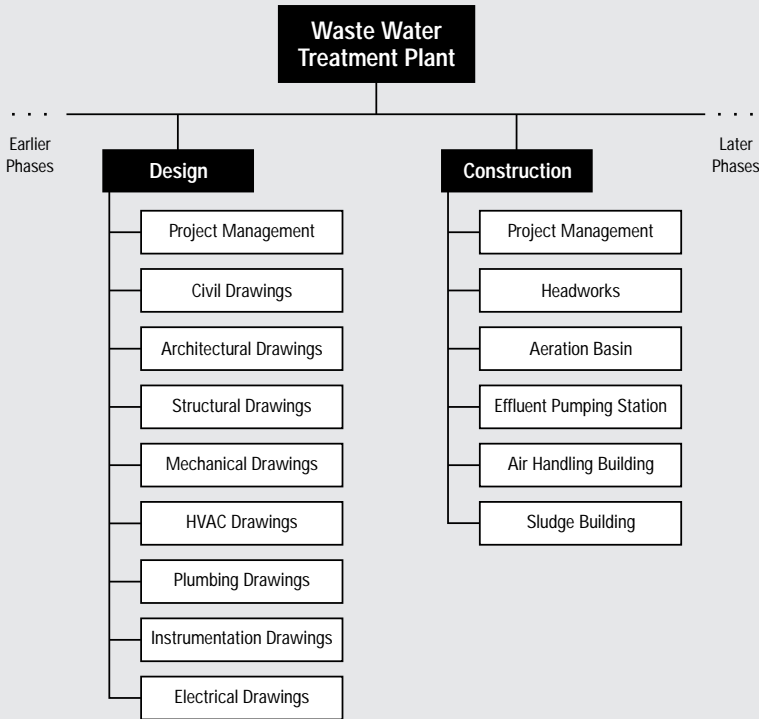 Waste Water
Treatment Plant
. . .
. . .
Earlier
Phases
Later
Phases
Design
Construction
Project Management
Civil Drawings
Architectural Drawings
Structural Drawings
Mechanical Drawings
HVAC Drawings
Plumbing Drawings
Instrumentation Drawings
Electrical Drawings
Project Management
Headworks
Aeration Basin
Effluent Pumping Station
Air Handling Building
Sludge Building